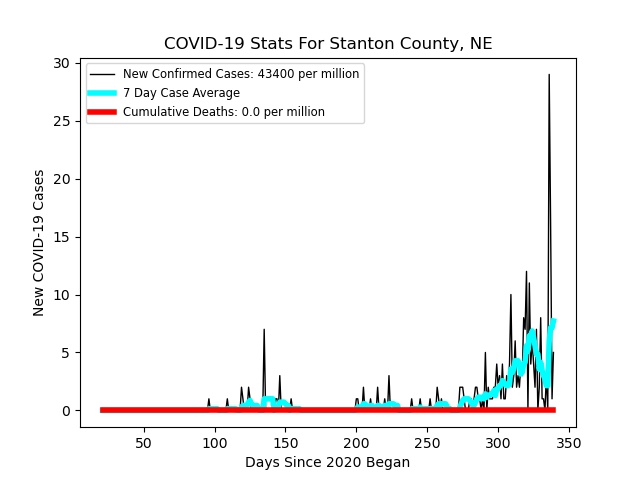 COVID-19 Stats For Stanton County, NE
New Confirmed Cases: 43400 per million
7 Day Case Average
Cumulative Deaths: 0.0 per million
New COVID-19 Cases
30
25
20
15
10
5
0
50 100 150 200 250 300 350
Days Since 2020 Began